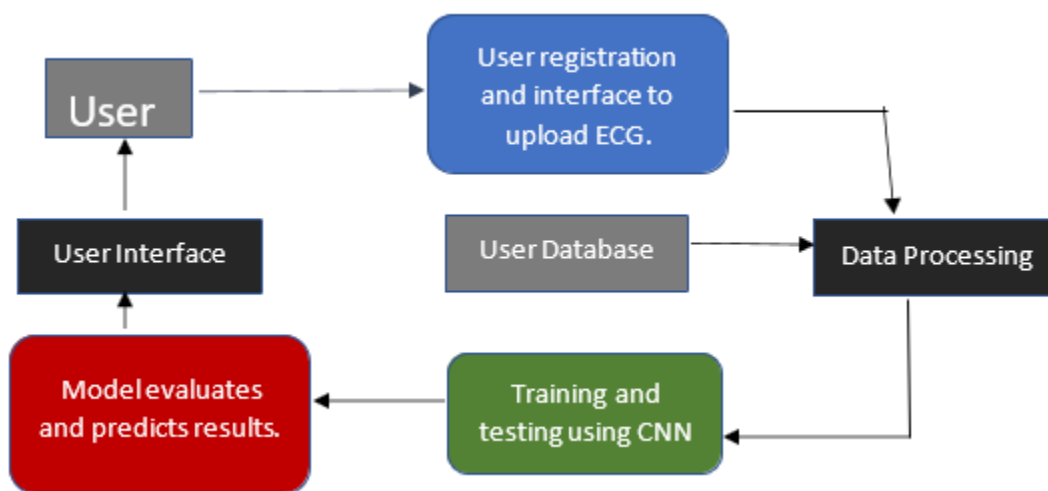 User
User registration
and interface to
upload ECG.
User Interface
User Database
Data Processing
Model evaluates
and predicts results.
Training and
testing using CNN